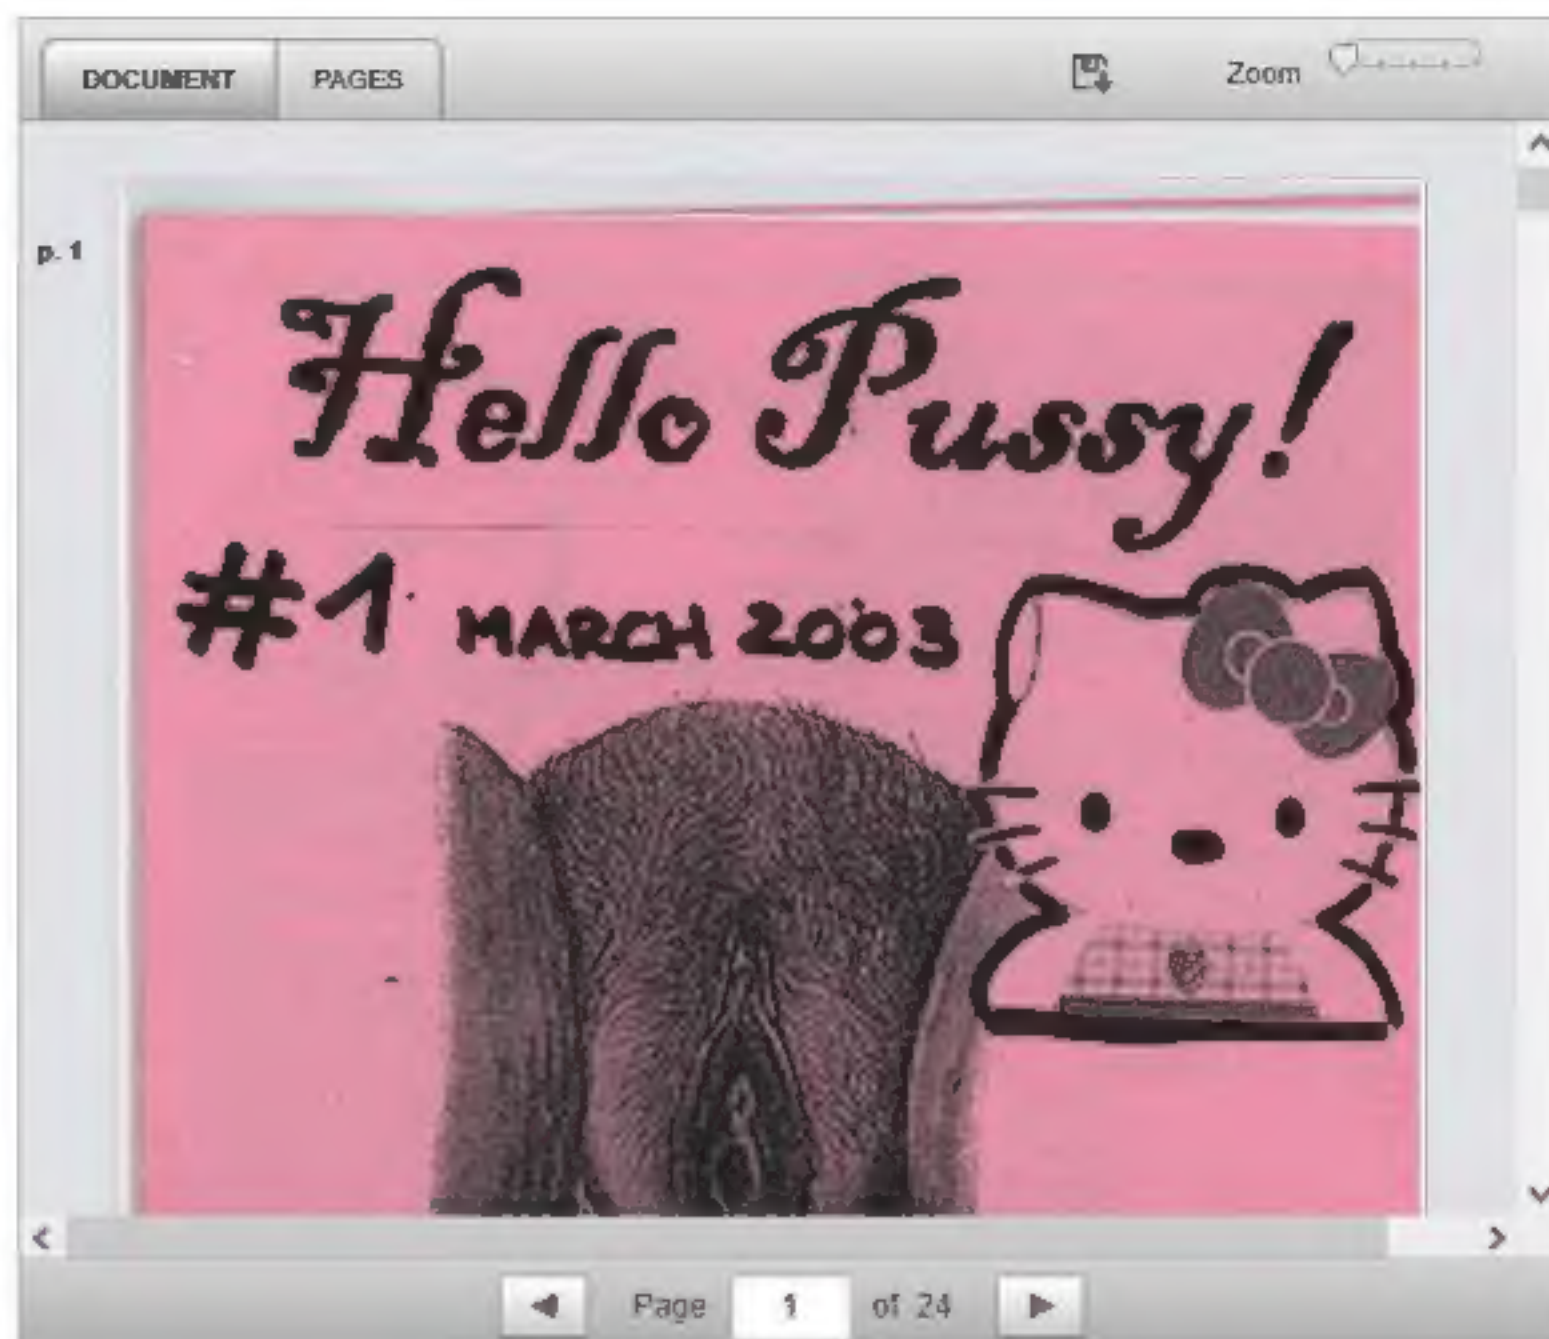 DOCUMENT PAGES Zoom
p. 1
Hello Pussy!
#1 MARCH 2003
Page 1 of 24